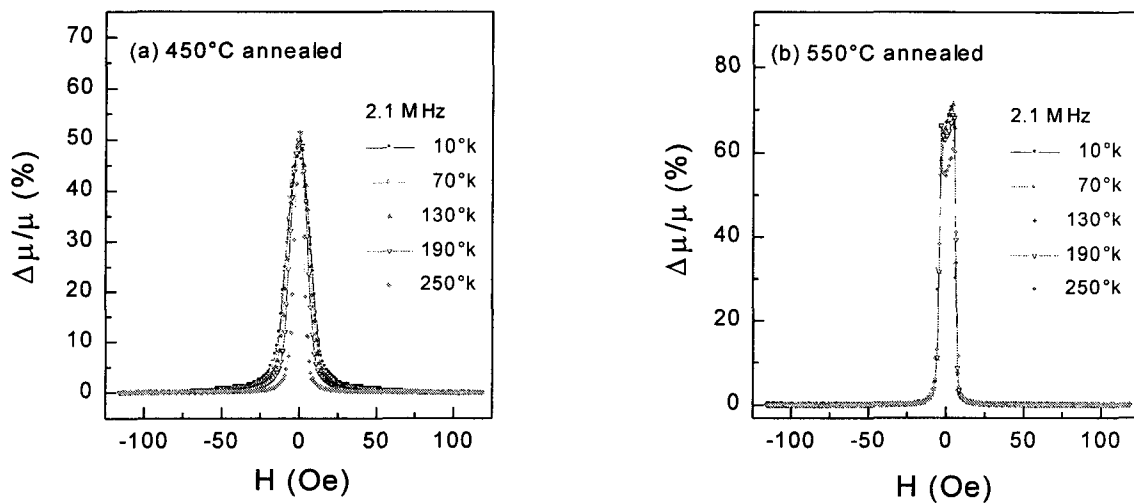 (a) 450°C annealed
2.1 MHz
10°k
70°k
130°k
190°k
250°k
Δμ/μ (%)
70
60
50
40
30
20
10
0
-100 -50 0 50 100
H (Oe)
(b) 550°C annealed
2.1 MHz
10°k
70°k
130°k
190°k
250°k
Δμ/μ (%)
80
60
40
20
0
-100 -50 0 50 100
H (Oe)